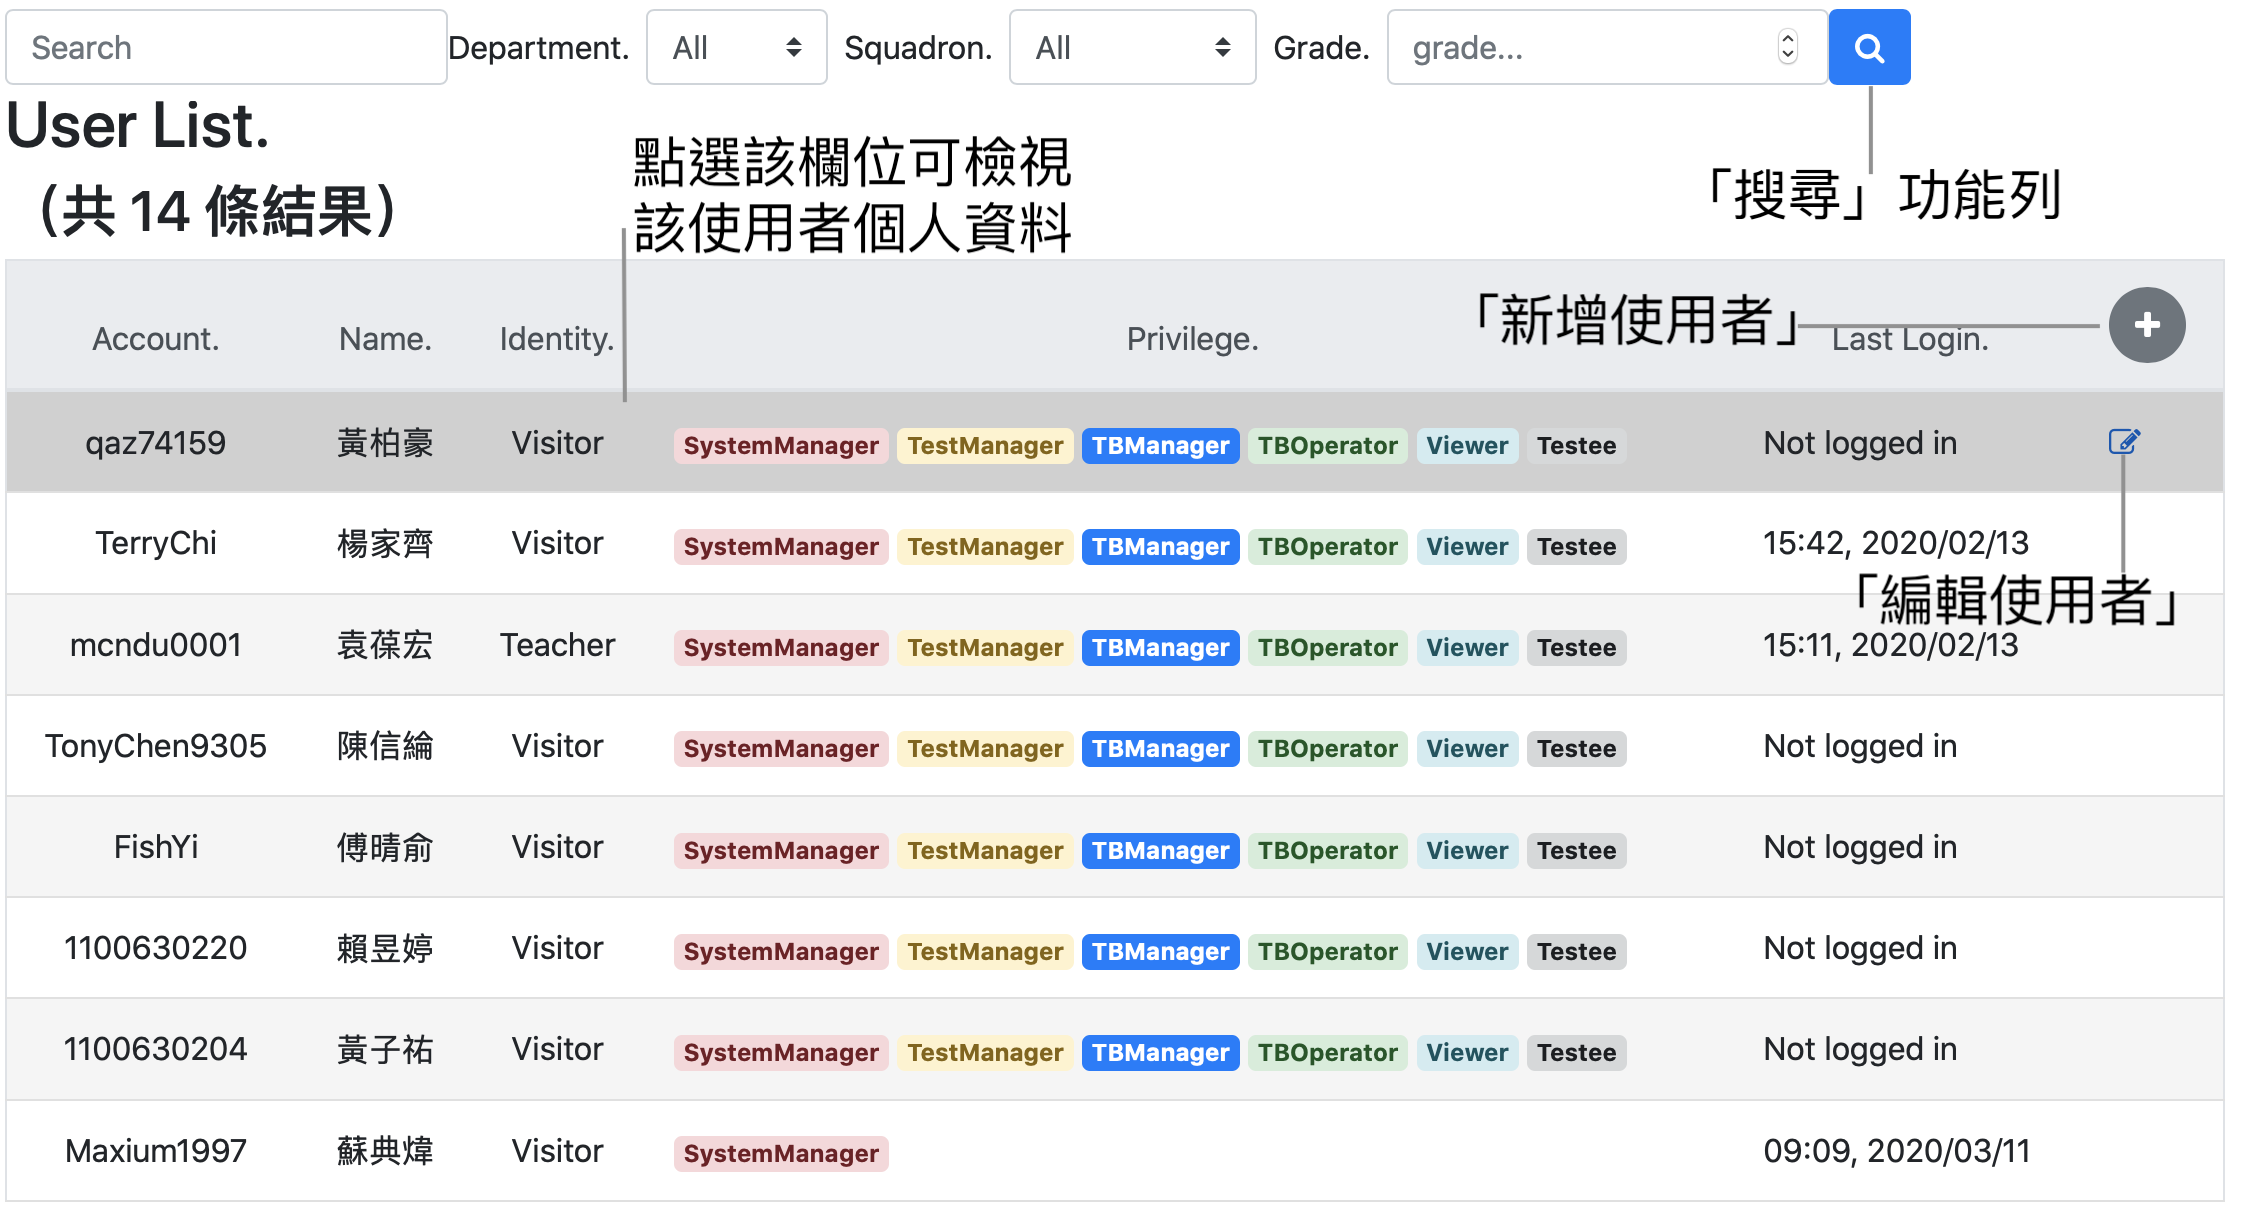 Search Department. All Squadron. All Grade. grade...
User List.
（共 14 條結果）
點選該欄位可檢視
該使用者個人資料
「搜尋」功能列
「新增使用者」
Account. Name. Identity. Privilege. Last Login.
qaz74159 黃柏豪 Visitor SystemManager TestManager TBManager TBOperator Viewer Testee Not logged in
TerryChi 楊家齊 Visitor SystemManager TestManager TBManager TBOperator Viewer Testee 15:42, 2020/02/13
「編輯使用者」
mcndu0001 袁葆宏 Teacher SystemManager TestManager TBManager TBOperator Viewer Testee 15:11, 2020/02/13
TonyChen9305 陳信綸 Visitor SystemManager TestManager TBManager TBOperator Viewer Testee Not logged in
FishYi 傅晴俞 Visitor SystemManager TestManager TBManager TBOperator Viewer Testee Not logged in
1100630220 賴昱婷 Visitor SystemManager TestManager TBManager TBOperator Viewer Testee Not logged in
1100630204 黃子祐 Visitor SystemManager TestManager TBManager TBOperator Viewer Testee Not logged in
Maxium1997 蘇典煒 Visitor SystemManager 09:09, 2020/03/11